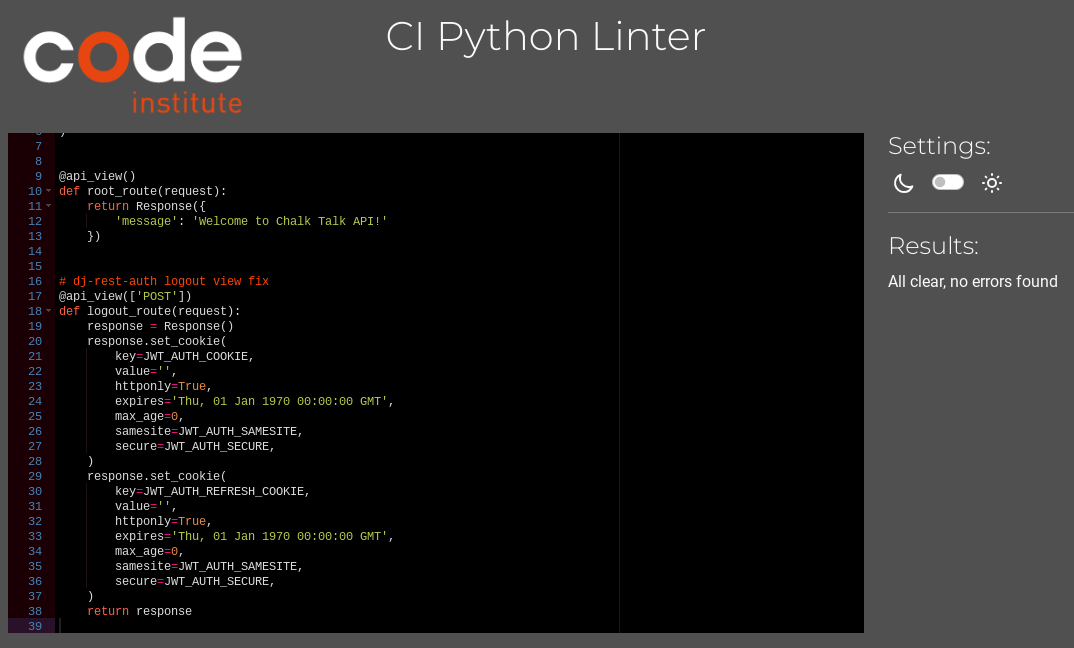 code
institute
CI Python Linter
6 )
7
8
9 @api_view()
10 def root_route(request):
11     return Response({
12         'message': 'Welcome to Chalk Talk API!'
13     })
14
15
16 # dj-rest-auth logout view fix
17 @api_view(['POST'])
18 def logout_route(request):
19     response = Response()
20     response.set_cookie(
21         key=JWT_AUTH_COOKIE,
22         value='',
23         httponly=True,
24         expires='Thu, 01 Jan 1970 00:00:00 GMT',
25         max_age=0,
26         samesite=JWT_AUTH_SAMESITE,
27         secure=JWT_AUTH_SECURE,
28     )
29     response.set_cookie(
30         key=JWT_AUTH_REFRESH_COOKIE,
31         value='',
32         httponly=True,
33         expires='Thu, 01 Jan 1970 00:00:00 GMT',
34         max_age=0,
35         samesite=JWT_AUTH_SAMESITE,
36         secure=JWT_AUTH_SECURE,
37     )
38     return response
39
Settings:
Results:
All clear, no errors found